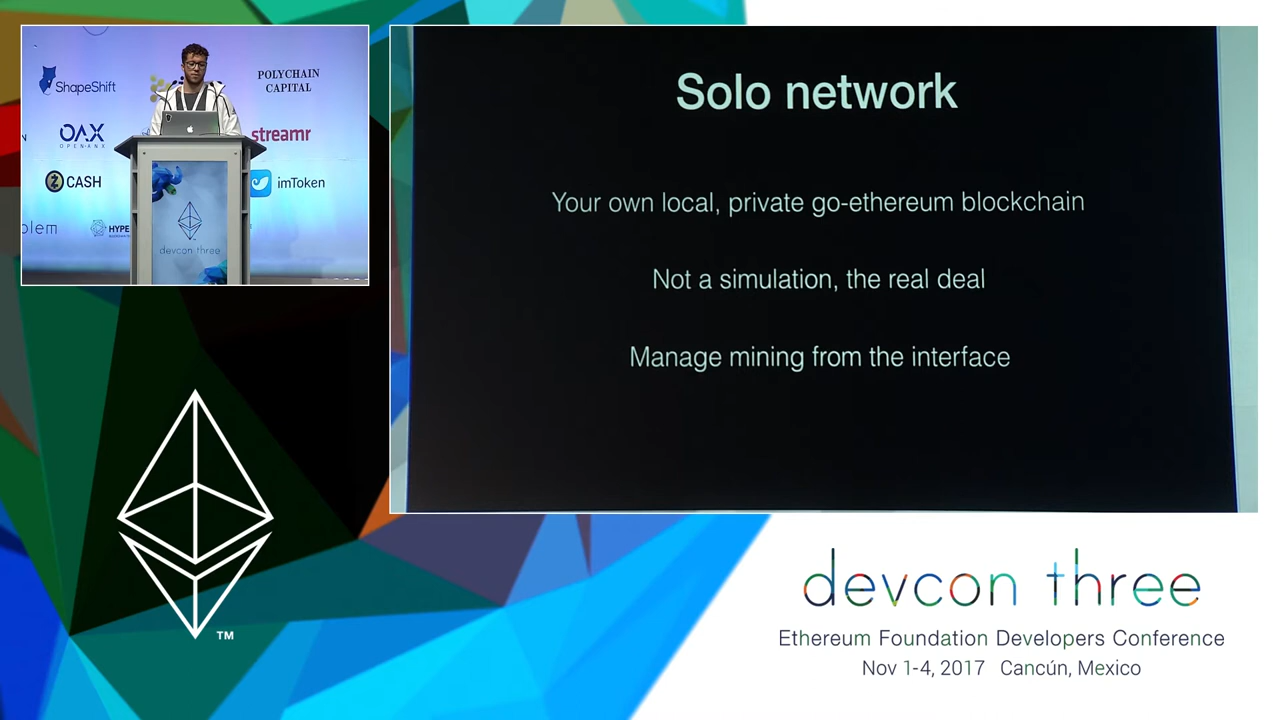 ShapeShift
POLYCHAIN
CAPITAL
OAX
OPENANX
streamr
CASH
imToken
HYPE
devcon three
Solo network
Your own local, private go-ethereum blockchain
Not a simulation, the real deal
Manage mining from the interface
TM
devcon three
Ethereum Foundation Developers Conference
Nov 1-4, 2017 Cancún, Mexico